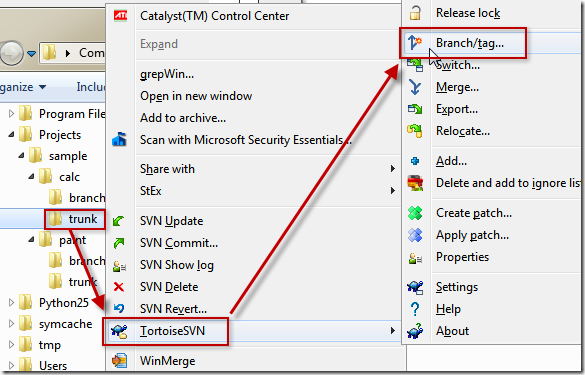 Com
Organize
Inclu
Program File
Projects
sample
calc
branch
trunk
paint
branch
trunk
Python25
symcache
tmp
Users
Catalyst(TM) Control Center
Expand
grepWin...
Open in new window
Add to archive...
Scan with Microsoft Security Essentials...
Share with
StEx
SVN Update
SVN Commit...
SVN Show log
SVN Delete
SVN Revert...
TortoiseSVN
WinMerge
Release lock
Branch/tag...
Switch...
Merge...
Export...
Relocate...
Add...
Delete and add to ignore list
Create patch...
Apply patch...
Properties
Settings
Help
About